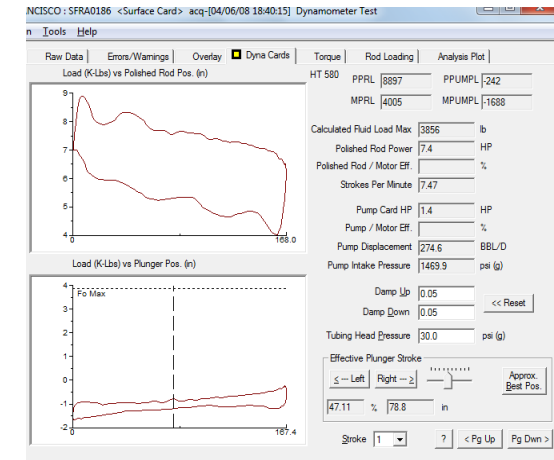 NCISCO : SFRA0186 <Surface Card> acq-[04/06/08 18:40:15] Dynamometer Test
n Tools Help
Raw Data Errors/Warnings Overlay Dyna Cards Torque Rod Loading Analysis Plot
Load (K-Lbs) vs Polished Rod Pos. (in)
9
8
7
6
5
4
0 168.0
Load (K-Lbs) vs Plunger Pos. (in)
4
Fo Max
3
2
1
0
-1
-2
0 167.4
HT 580 PPRL 8897 PPUMPL -242
MPRL 4005 MPUMPL -1688
Calculated Fluid Load Max 3856 lb
Polished Rod Power 7.4 HP
Polished Rod / Motor Eff. %
Strokes Per Minute 7.47
Pump Card HP 1.4 HP
Pump / Motor Eff. %
Pump Displacement 274.6 BBL/D
Pump Intake Pressure 1469.9 psi (g)
Damp Up 0.05
<< Reset
Damp Down 0.05
Tubing Head Pressure 30.0 psi (g)
Effective Plunger Stroke
< -- Left Right -- > Approx. Best Pos.
47.11 % 78.8 in
Stroke 1 ? < Pg Up Pg Dwn >